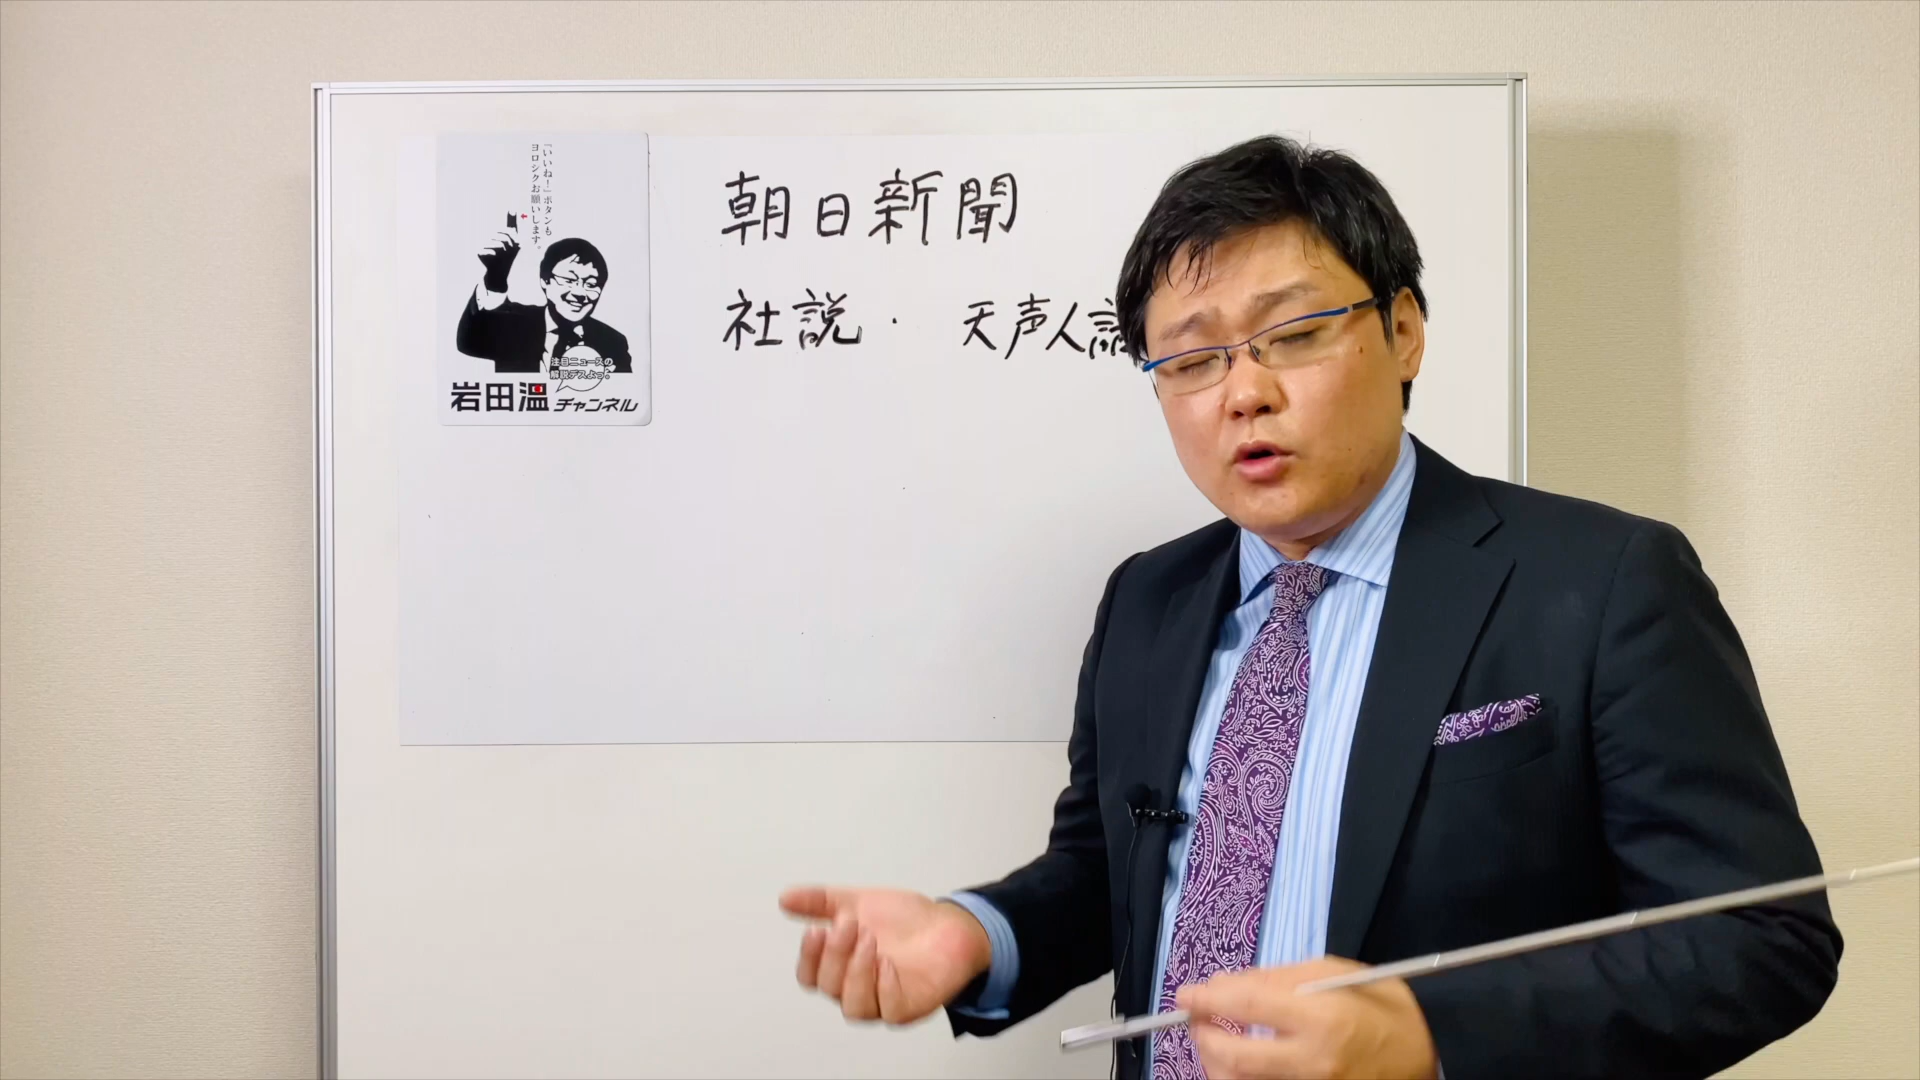 「いいね！」ボタンも
ヨロシクお願いします。
注目ニュースの
解説デスよっ！
岩田温チャンネル
朝日新聞
社説・天声人語